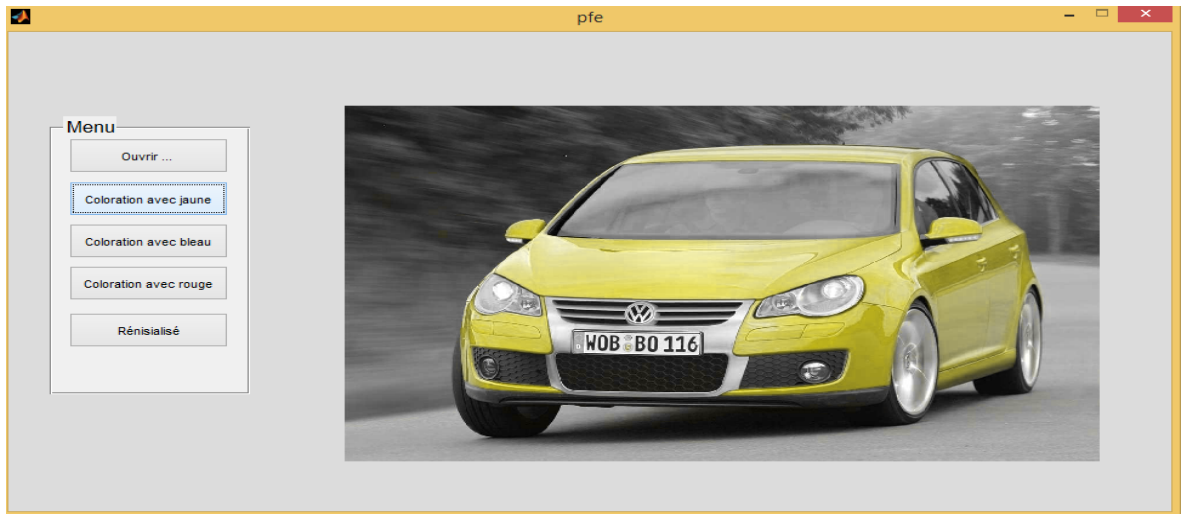 pfe
Menu
Ouvrir ...
Coloration avec jaune
Coloration avec bleau
Coloration avec rouge
Rénisialisé
WOB BO 116